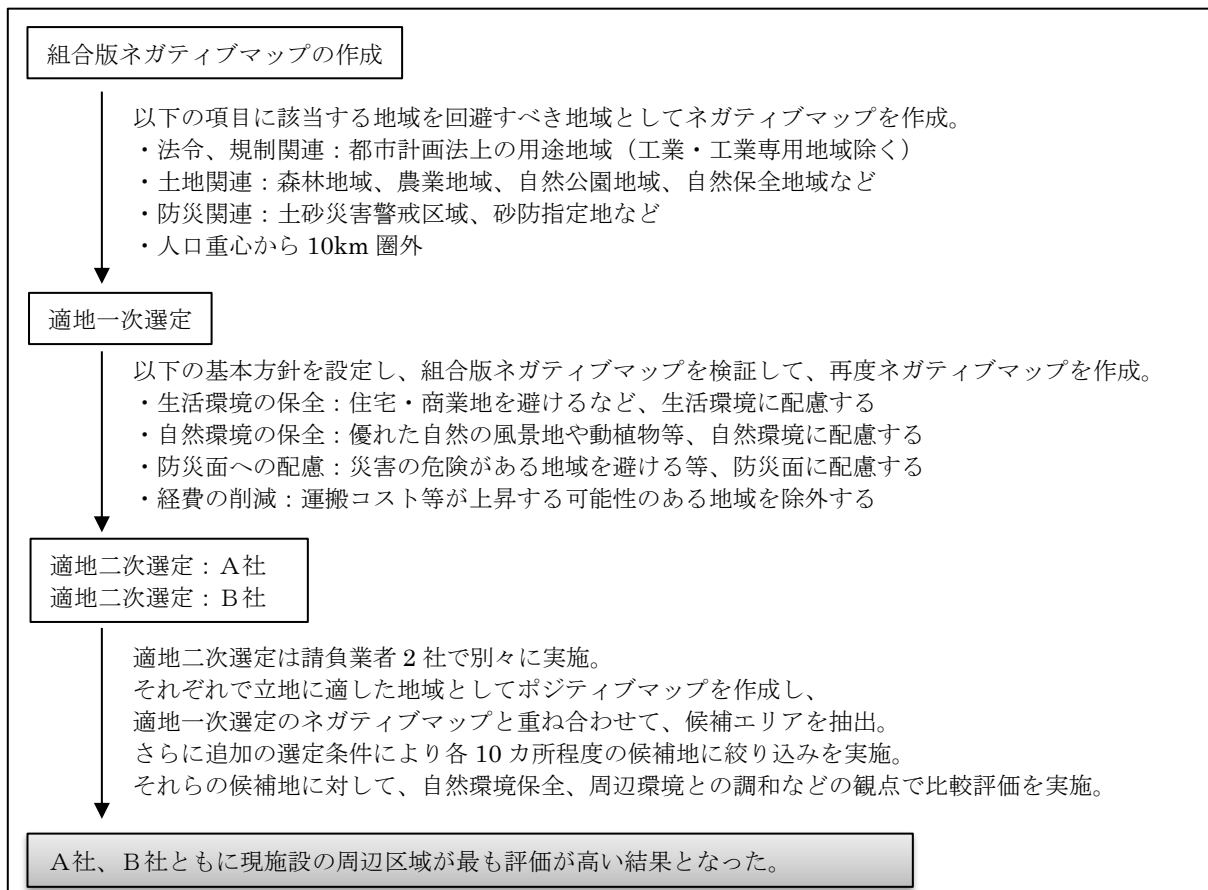 組合版ネガティブマップの作成
以下の項目に該当する地域を回避すべき地域としてネガティブマップを作成。
・法令、規制関連：都市計画法上の用途地域（工業・工業専用地域除く）
・土地関連：森林地域、農業地域、自然公園地域、自然保全地域など
・防災関連：土砂災害警戒区域、砂防指定地など
・人口重心から 10km 圏外
適地一次選定
以下の基本方針を設定し、組合版ネガティブマップを検証して、再度ネガティブマップを作成。
・生活環境の保全：住宅・商業地を避けるなど、生活環境に配慮する
・自然環境の保全：優れた自然の風景地や動植物等、自然環境に配慮する
・防災面への配慮：災害の危険がある地域を避ける等、防災面に配慮する
・経費の削減：運搬コスト等が上昇する可能性のある地域を除外する
適地二次選定：Ａ社
適地二次選定：Ｂ社
適地二次選定は請負業者 2 社で別々に実施。
それぞれで立地に適した地域としてポジティブマップを作成し、
適地一次選定のネガティブマップと重ね合わせて、候補エリアを抽出。
さらに追加の選定条件により各 10 カ所程度の候補地に絞り込みを実施。
それらの候補地に対して、自然環境保全、周辺環境との調和などの観点で比較評価を実施。
Ａ社、Ｂ社ともに現施設の周辺区域が最も評価が高い結果となった。